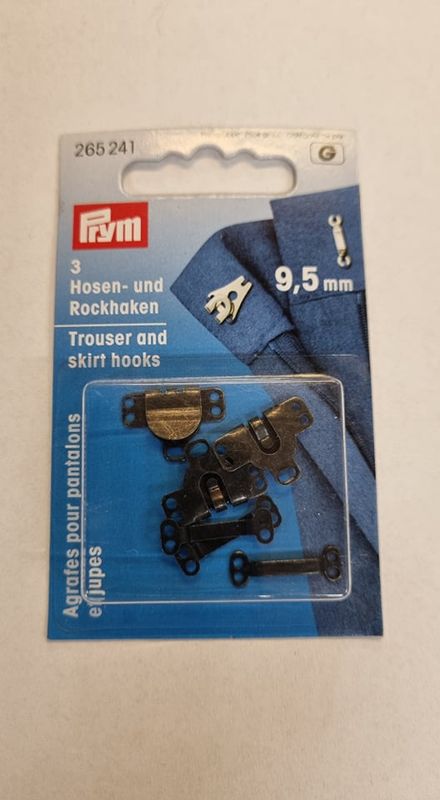 265 241
G
Prym
3
Hosen- und
Rockhaken
Trouser and
skirt hooks
9,5 mm
Agrafes pour pantalons
et jupes